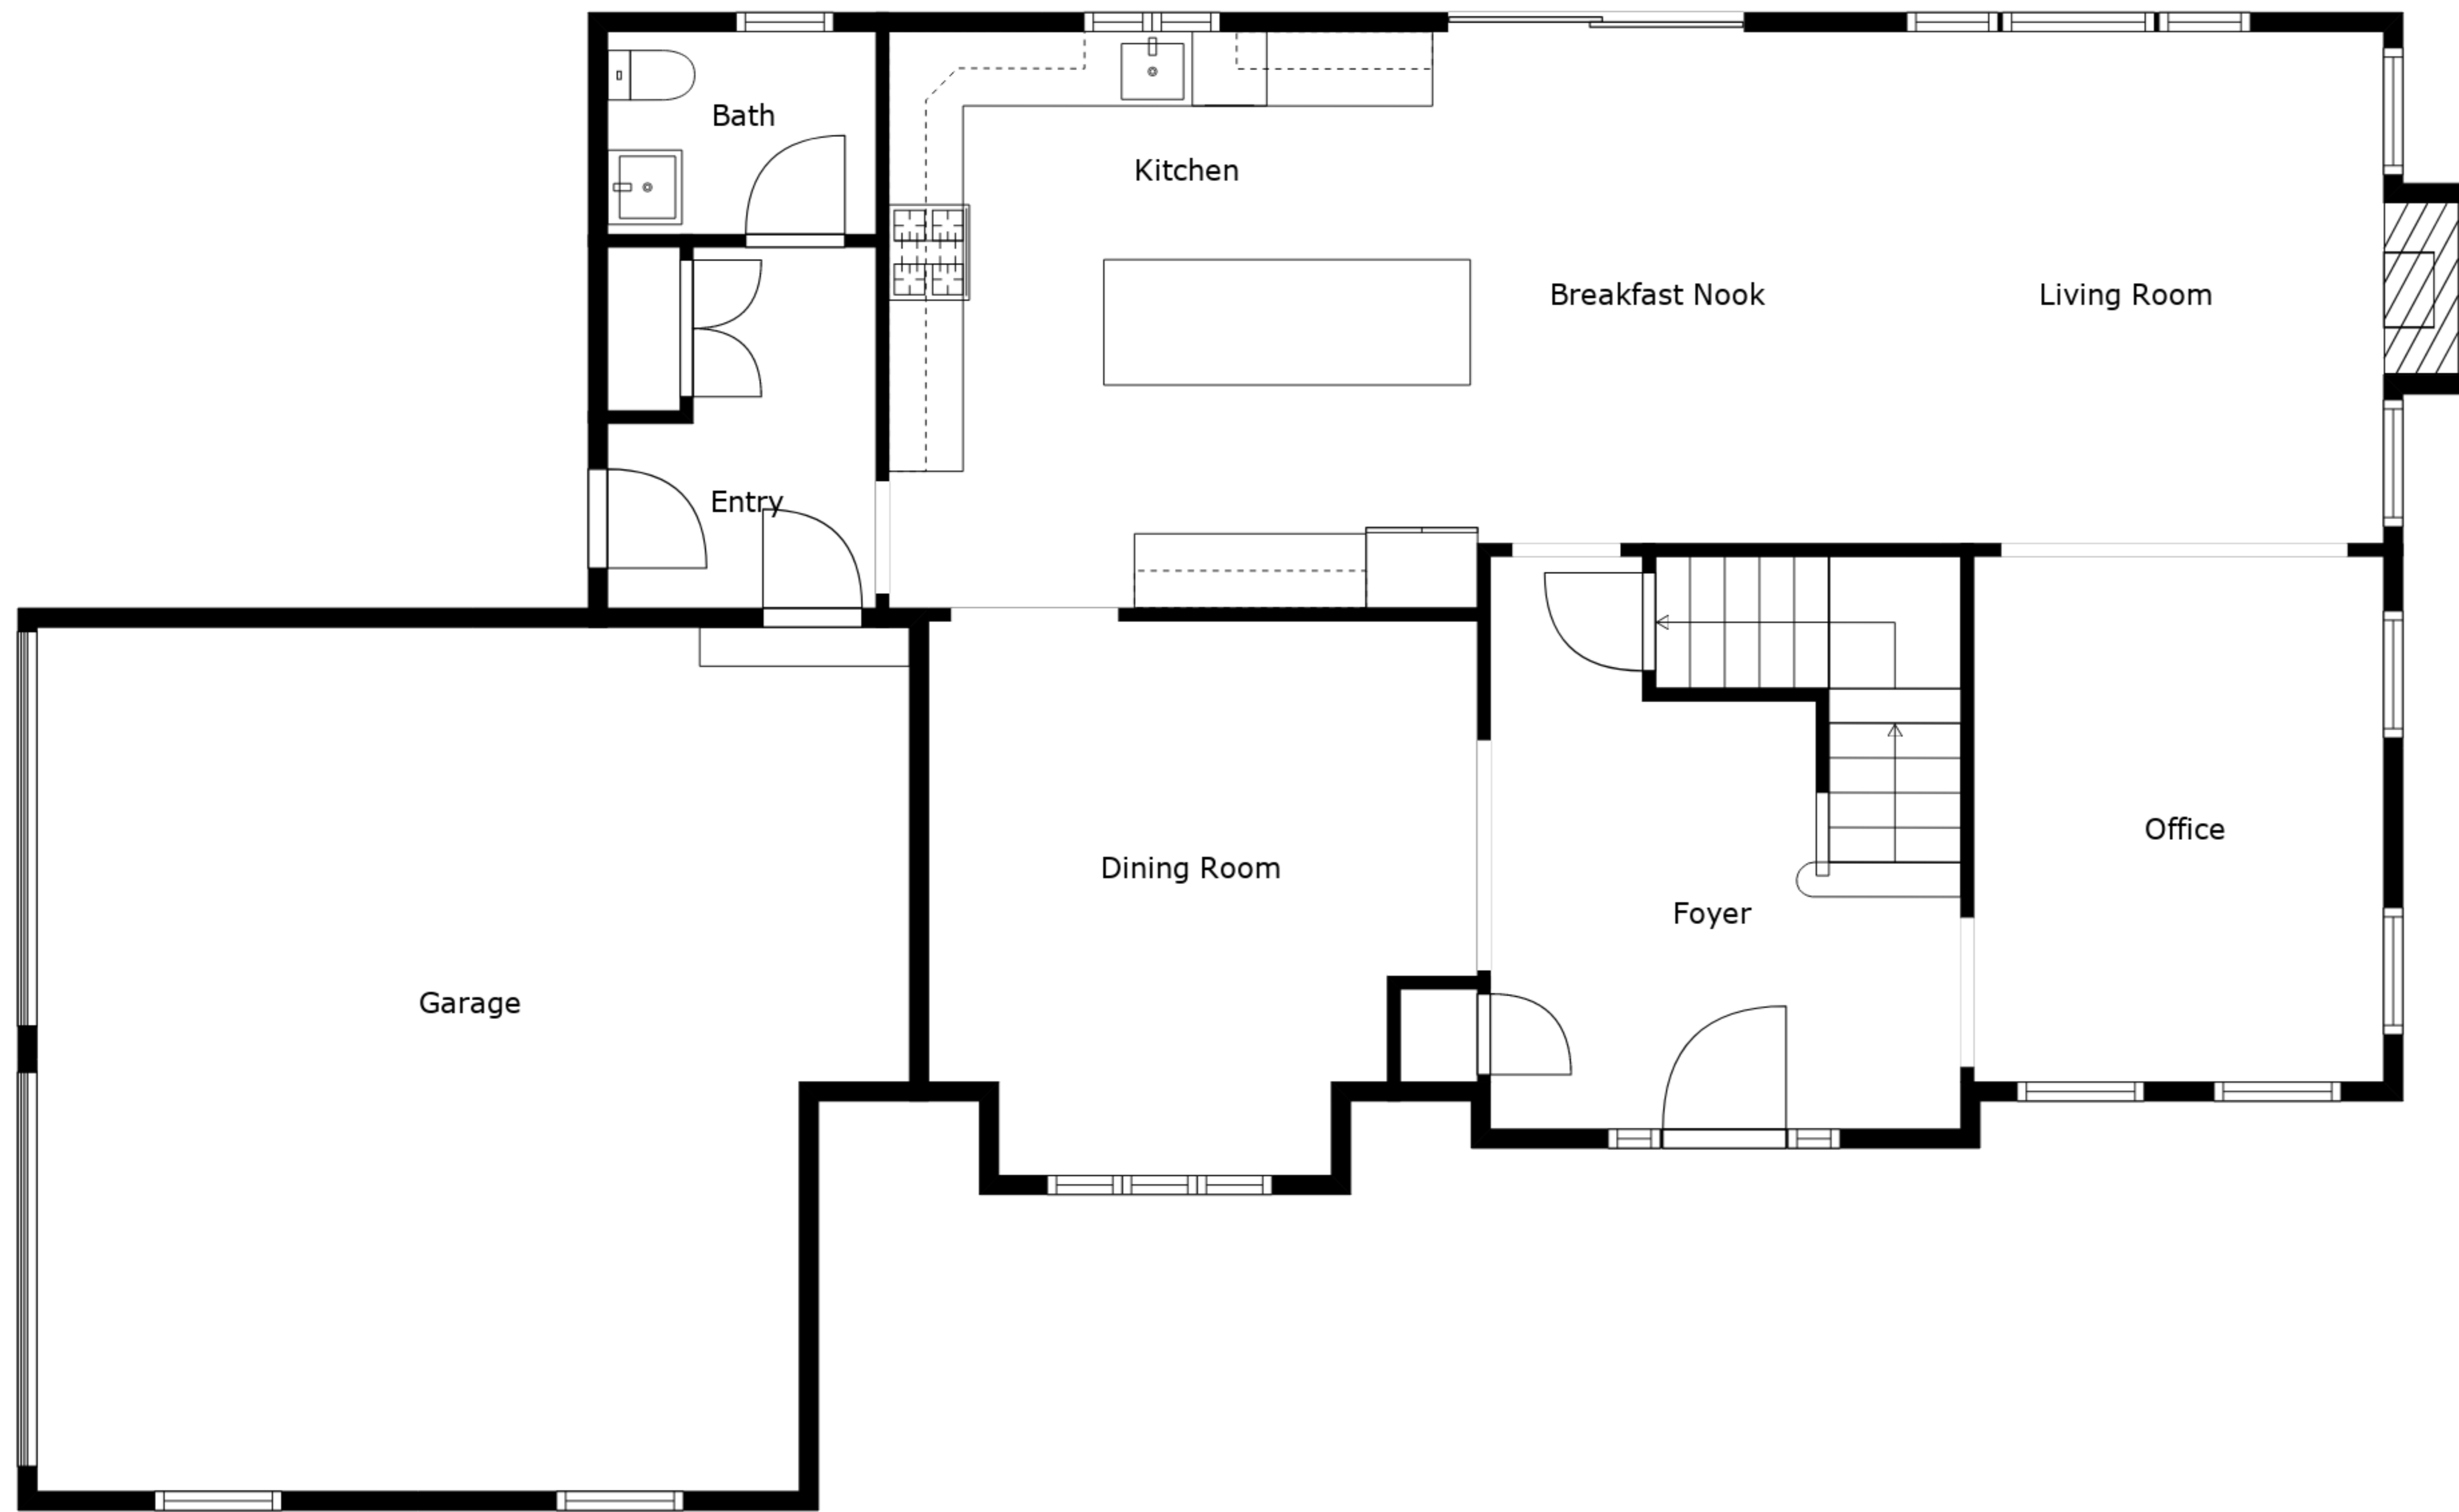 Bath
Kitchen
Breakfast Nook
Living Room
Entry
Office
Dining Room
Foyer
Garage